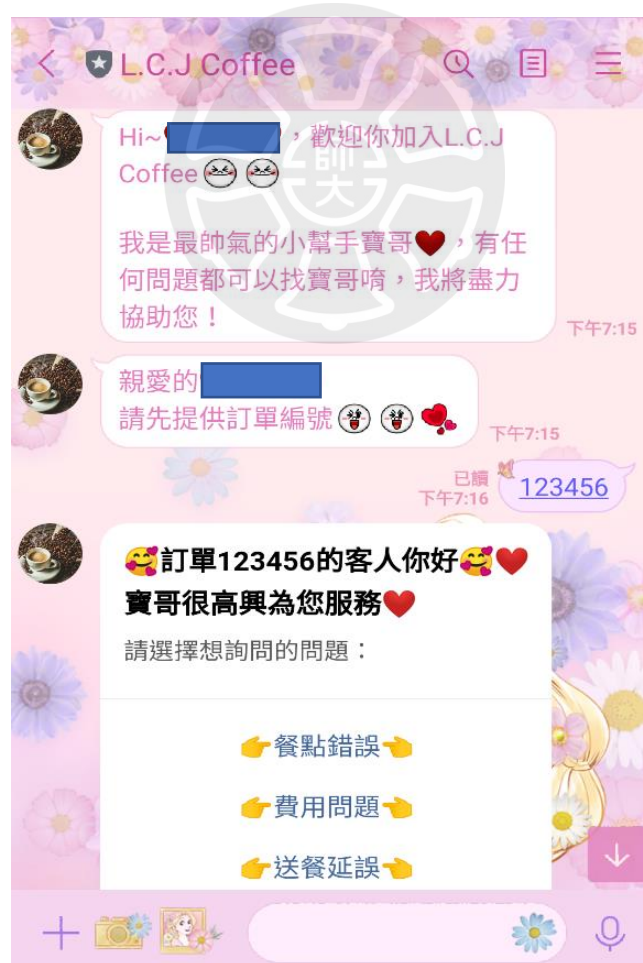 L.C.J Coffee
Hi~ ，歡迎你加入L.C.J
Coffee
我是最帥氣的小幫手寶哥❤，有任
何問題都可以找寶哥唷，我將盡力
協助您！
下午7:15
親愛的
請先提供訂單編號
下午7:15
已讀
下午7:16
123456
🥰訂單123456的客人你好🥰❤
寶哥很高興為您服務❤
請選擇想詢問的問題：
👉餐點錯誤👈
👉費用問題👈
👉送餐延誤👈
師大